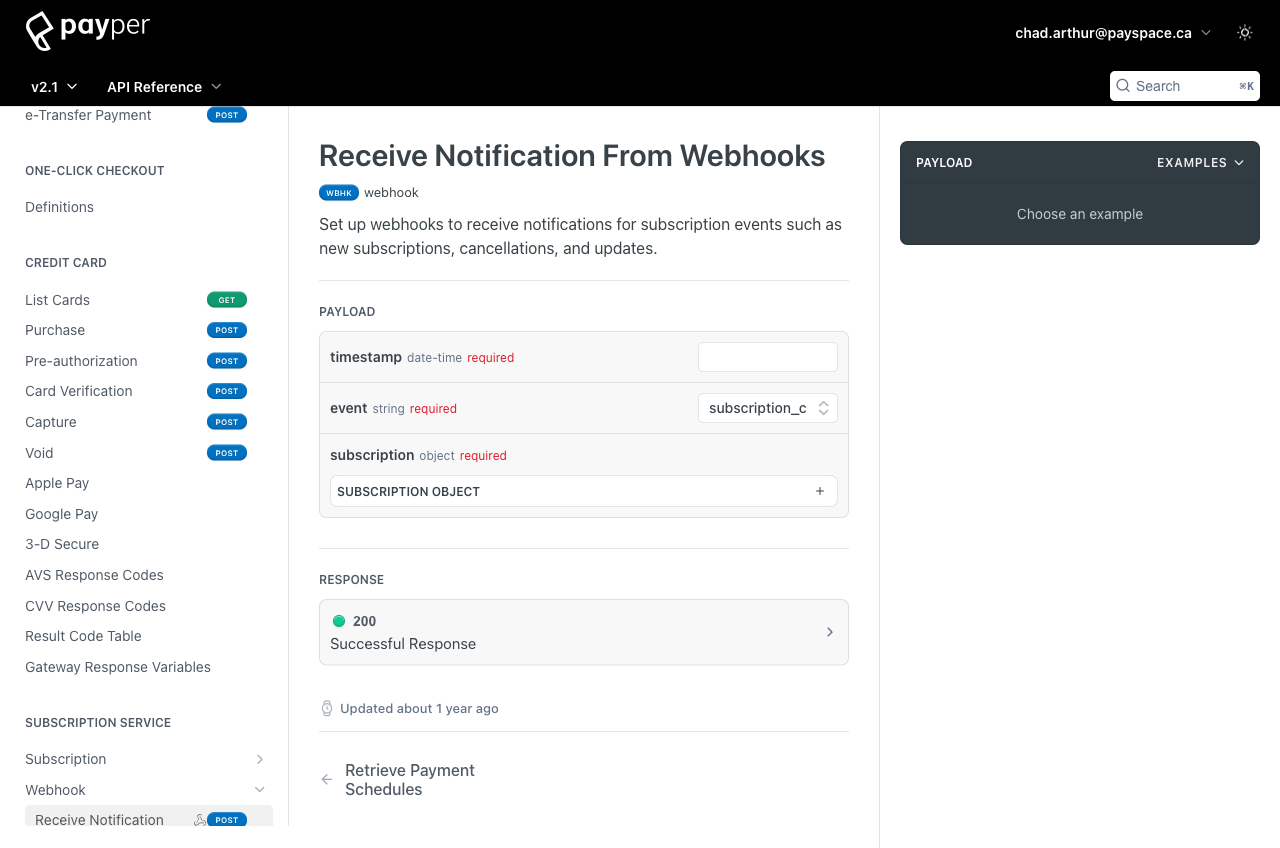 payper
chad.arthur@payspace.ca
v2.1
API Reference
Search
⌘K
e-Transfer Payment POST
ONE-CLICK CHECKOUT
Definitions
CREDIT CARD
List Cards GET
Purchase POST
Pre-authorization POST
Card Verification POST
Capture POST
Void POST
Apple Pay
Google Pay
3-D Secure
AVS Response Codes
CVV Response Codes
Result Code Table
Gateway Response Variables
SUBSCRIPTION SERVICE
Subscription
Webhook
Receive Notification POST
Receive Notification From Webhooks
WBHK webhook
Set up webhooks to receive notifications for subscription events such as
new subscriptions, cancellations, and updates.
PAYLOAD
timestamp date-time required
event string required subscription_c
subscription object required
SUBSCRIPTION OBJECT +
RESPONSE
200
Successful Response
Updated about 1 year ago
Retrieve Payment
Schedules
PAYLOAD EXAMPLES
Choose an example